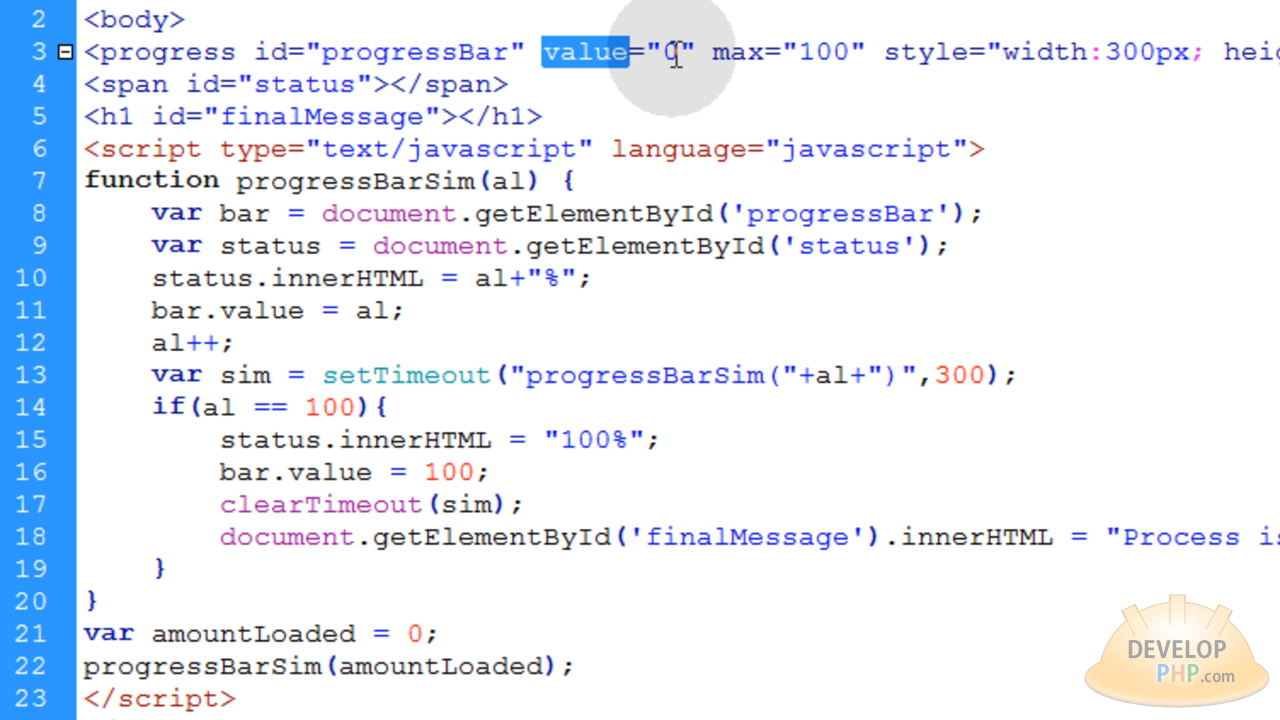 2 <body>
3 <progress id="progressBar" value="0" max="100" style="width:300px; heig
4 <span id="status"></span>
5 <h1 id="finalMessage"></h1>
6 <script type="text/javascript" language="javascript">
7 function progressBarSim(al) {
8     var bar = document.getElementById('progressBar');
9     var status = document.getElementById('status');
10     status.innerHTML = al+"%";
11     bar.value = al;
12     al++;
13     var sim = setTimeout("progressBarSim("+al+")",300);
14     if(al == 100){
15         status.innerHTML = "100%";
16         bar.value = 100;
17         clearTimeout(sim);
18         document.getElementById('finalMessage').innerHTML = "Process is
19     }
20 }
21 var amountLoaded = 0;
22 progressBarSim(amountLoaded);
23 </script>
DEVELOP
PHP.com